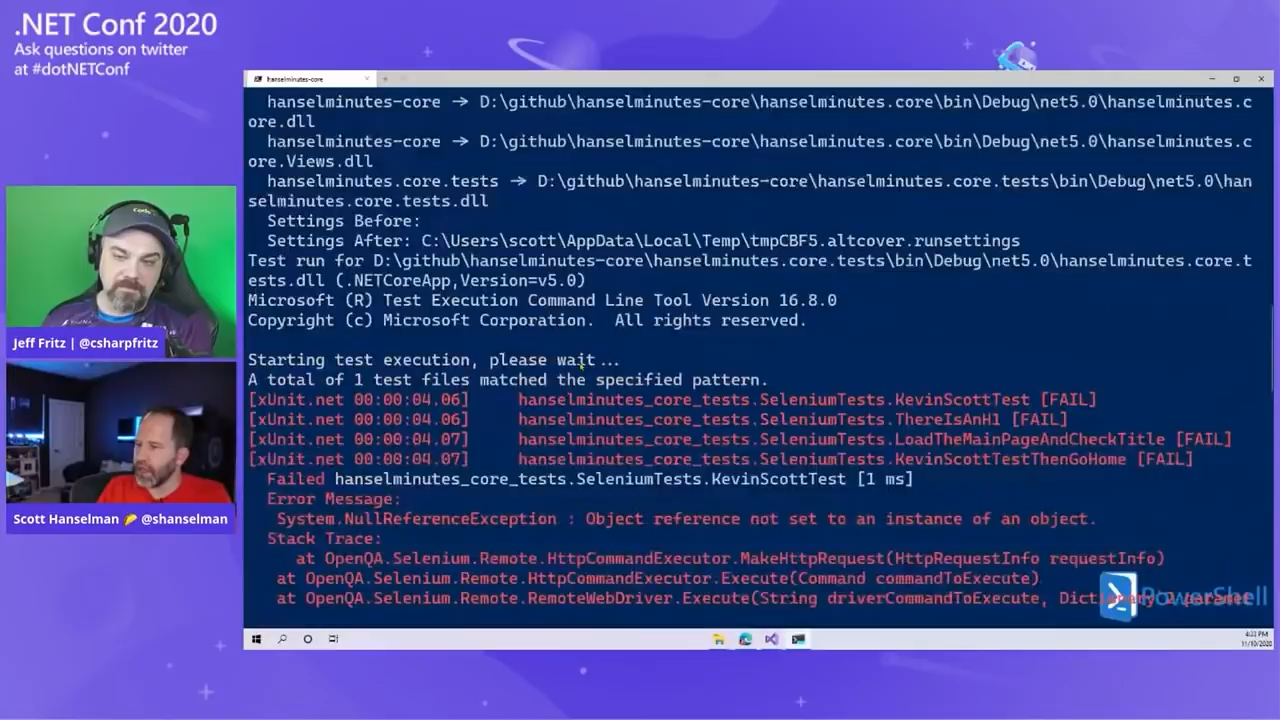 .NET Conf 2020
Ask questions on twitter
at #dotNETConf
hanselminutes-core
hanselminutes-core → D:\github\hanselminutes-core\hanselminutes.core\bin\Debug\net5.0\hanselminutes.c
ore.dll
hanselminutes-core → D:\github\hanselminutes-core\hanselminutes.core\bin\Debug\net5.0\hanselminutes.c
ore.Views.dll
hanselminutes.core.tests → D:\github\hanselminutes-core\hanselminutes.core.tests\bin\Debug\net5.0\han
selminutes.core.tests.dll
Settings Before:
Settings After: C:\Users\scott\AppData\Local\Temp\tmpCBF5.altcover.runsettings
Test run for D:\github\hanselminutes-core\hanselminutes.core.tests\bin\Debug\net5.0\hanselminutes.core.t
ests.dll (.NETCoreApp,Version=v5.0)
Microsoft (R) Test Execution Command Line Tool Version 16.8.0
Copyright (c) Microsoft Corporation.  All rights reserved.
Starting test execution, please wait...
A total of 1 test files matched the specified pattern.
[xUnit.net 00:00:04.06]     hanselminutes_core_tests.SeleniumTests.KevinScottTest [FAIL]
[xUnit.net 00:00:04.06]     hanselminutes_core_tests.SeleniumTests.ThereIsAnH1 [FAIL]
[xUnit.net 00:00:04.07]     hanselminutes_core_tests.SeleniumTests.LoadTheMainPageAndCheckTitle [FAIL]
[xUnit.net 00:00:04.07]     hanselminutes_core_tests.SeleniumTests.KevinScottTestThenGoHome [FAIL]
Failed hanselminutes_core_tests.SeleniumTests.KevinScottTest [1 ms]
Error Message:
System.NullReferenceException : Object reference not set to an instance of an object.
Stack Trace:
at OpenQA.Selenium.Remote.HttpCommandExecutor.MakeHttpRequest(HttpRequestInfo requestInfo)
at OpenQA.Selenium.Remote.HttpCommandExecutor.Execute(Command commandToExecute)
at OpenQA.Selenium.Remote.RemoteWebDriver.Execute(String driverCommandToExecute,
PowerShell
Jeff Fritz | @csharpfritz
Scott Hanselman 🌮 @shanselman
4:23 PM
11/10/2020